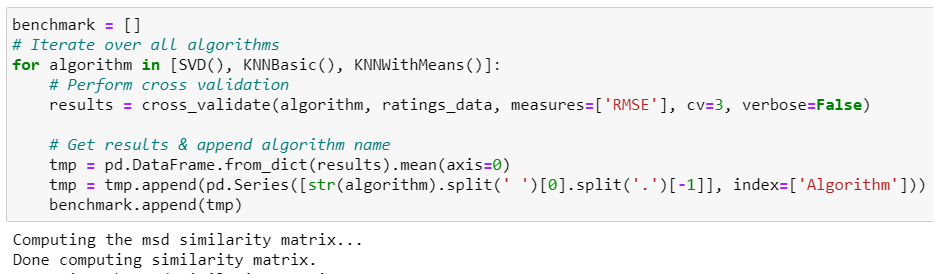 benchmark = []
# Iterate over all algorithms
for algorithm in [SVD(), KNNBasic(), KNNWithMeans()]:
    # Perform cross validation
    results = cross_validate(algorithm, ratings_data, measures=['RMSE'], cv=3, verbose=False)

    # Get results & append algorithm name
    tmp = pd.DataFrame.from_dict(results).mean(axis=0)
    tmp = tmp.append(pd.Series([str(algorithm).split(' ')[0].split('.')[-1]], index=['Algorithm']))
    benchmark.append(tmp)
Computing the msd similarity matrix...
Done computing similarity matrix.